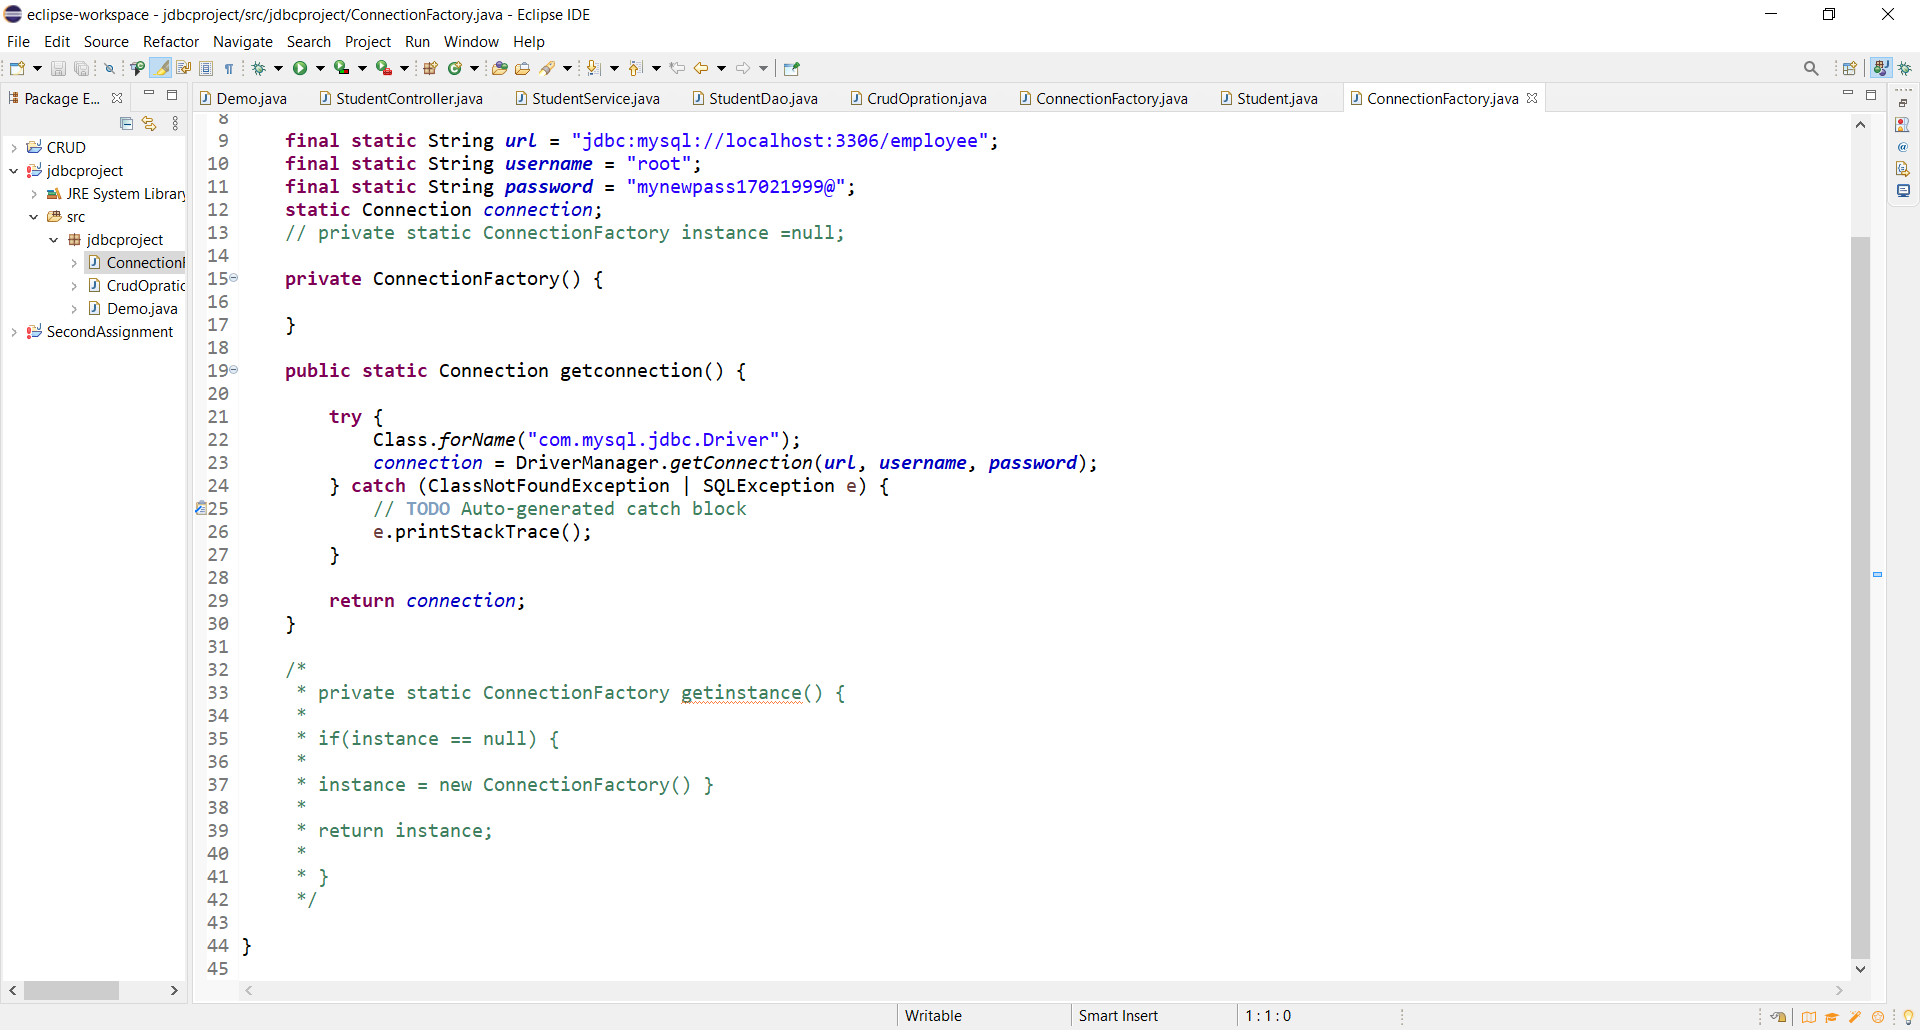 eclipse-workspace - jdbcproject/src/jdbcproject/ConnectionFactory.java - Eclipse IDE
File Edit Source Refactor Navigate Search Project Run Window Help
Package E...
CRUD
jdbcproject
JRE System Library
src
jdbcproject
ConnectionF
CrudOpratio
Demo.java
SecondAssignment
Demo.java StudentController.java StudentService.java StudentDao.java CrudOpration.java ConnectionFactory.java Student.java ConnectionFactory.java
8
9 final static String url = "jdbc:mysql://localhost:3306/employee";
10 final static String username = "root";
11 final static String password = "mynewpass17021999@";
12 static Connection connection;
13 // private static ConnectionFactory instance =null;
14
15 private ConnectionFactory() {
16
17 }
18
19 public static Connection getconnection() {
20
21 try {
22 Class.forName("com.mysql.jdbc.Driver");
23 connection = DriverManager.getConnection(url, username, password);
24 } catch (ClassNotFoundException | SQLException e) {
25 // TODO Auto-generated catch block
26 e.printStackTrace();
27 }
28
29 return connection;
30 }
31
32 /*
33 * private static ConnectionFactory getinstance() {
34 *
35 * if(instance == null) {
36 *
37 * instance = new ConnectionFactory() }
38 *
39 * return instance;
40 *
41 * }
42 */
43
44 }
45
Writable Smart Insert 1 : 1 : 0